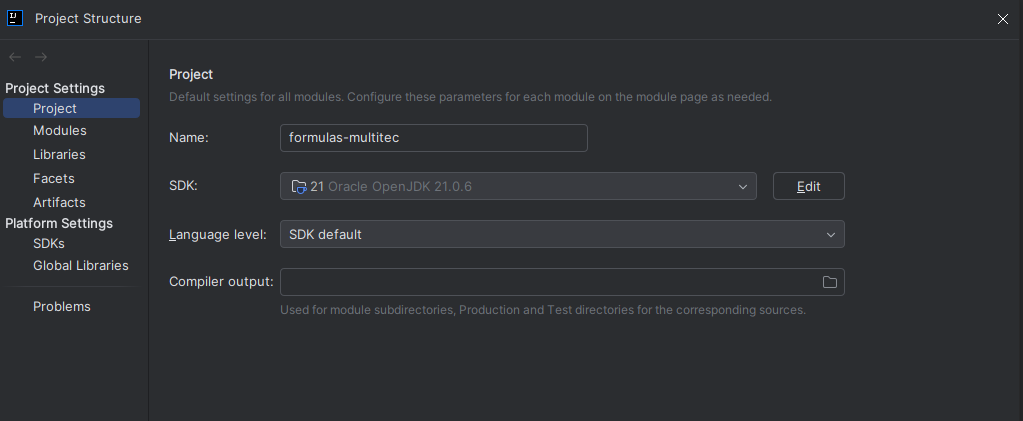 Project Structure
Project Settings
Project
Modules
Libraries
Facets
Artifacts
Platform Settings
SDKs
Global Libraries
Problems
Project
Default settings for all modules. Configure these parameters for each module on the module page as needed.
Name: formulas-multitec
SDK: 21 Oracle OpenJDK 21.0.6 Edit
Language level: SDK default
Compiler output:
Used for module subdirectories, Production and Test directories for the corresponding sources.